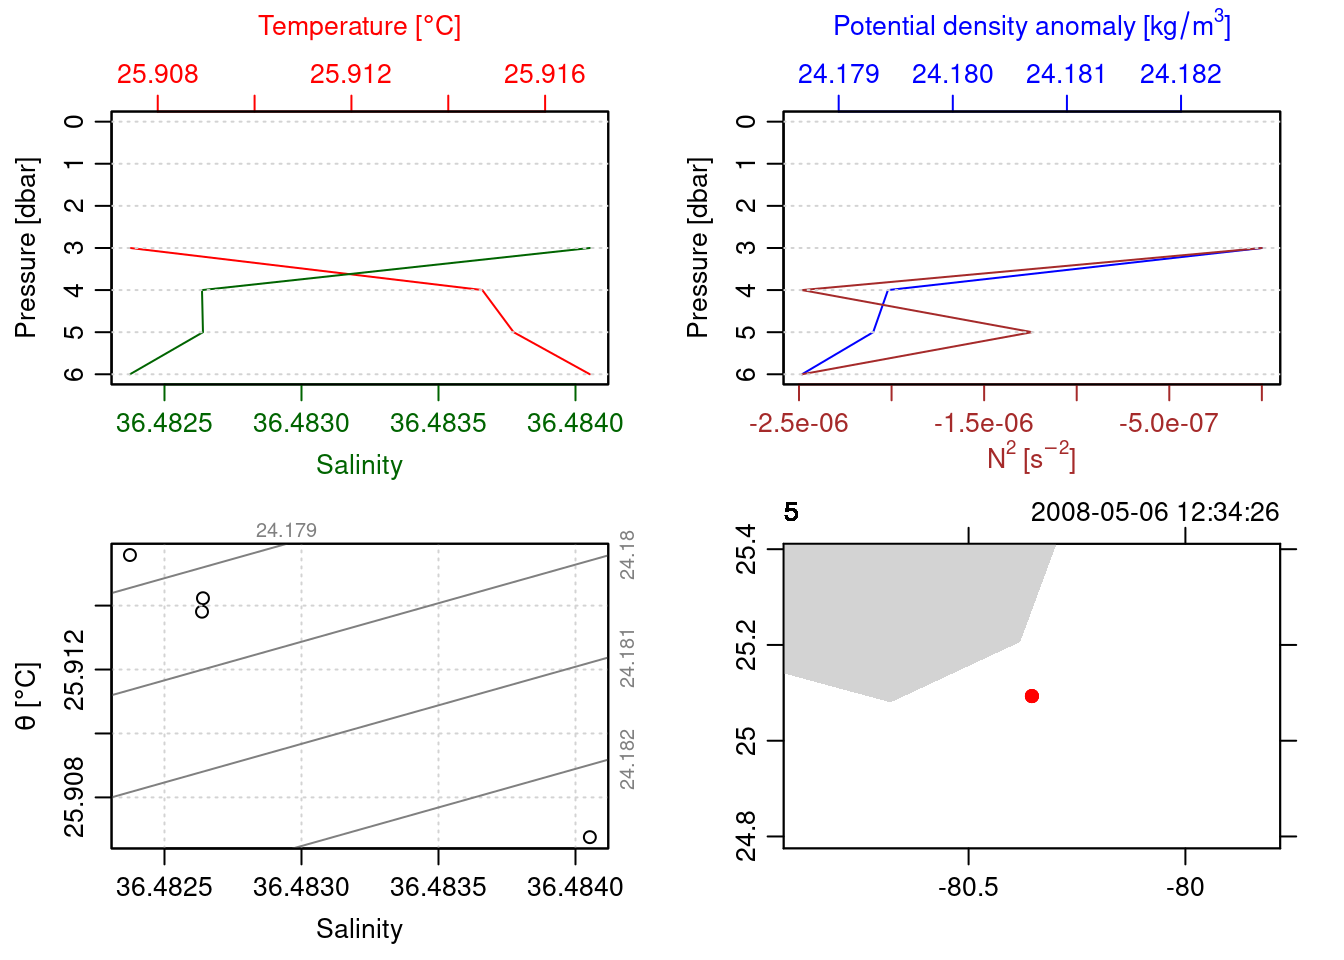 Temperature [°C]
25.908 25.912 25.916
Pressure [dbar]
0
1
2
3
4
5
6
36.4825 36.4830 36.4835 36.4840
Salinity
Potential density anomaly [kg/m³]
24.179 24.180 24.181 24.182
Pressure [dbar]
0
1
2
3
4
5
6
-2.5e-06 -1.5e-06 -5.0e-07
N² [s⁻²]
24.179
24.18
24.181
24.182
θ [°C]
25.912
25.908
36.4825 36.4830 36.4835 36.4840
Salinity
5 2008-05-06 12:34:26
25.4
25.2
25
24.8
-80.5 -80